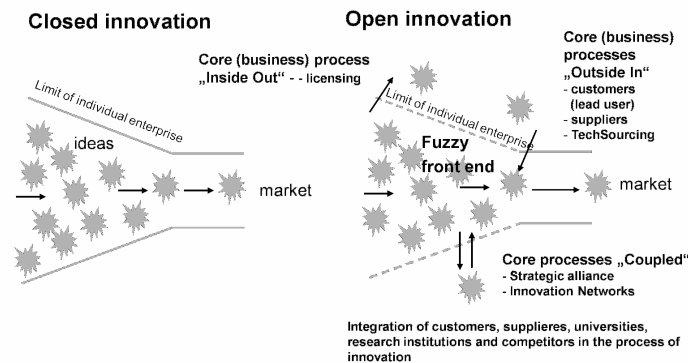 Closed innovation
Limit of individual enterprise
ideas
market
Open innovation
Core (business) process
„Inside Out“ - - licensing
Core (business)
processes
„Outside In“
- customers
(lead user)
- suppliers
- TechSourcing
Limit of individual enterprise
Fuzzy
front end
market
Core processes „Coupled“
- Strategic alliance
- Innovation Networks
Integration of customers, supplieres, universities,
research institutions and competitors in the process of
innovation